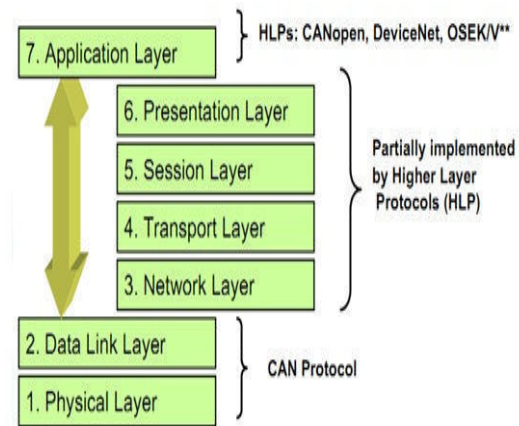 HLPs: CANopen, DeviceNet, OSEK/V**
7. Application Layer
6. Presentation Layer
5. Session Layer
4. Transport Layer
3. Network Layer
Partially implemented
by Higher Layer
Protocols (HLP)
2. Data Link Layer
1. Physical Layer
CAN Protocol